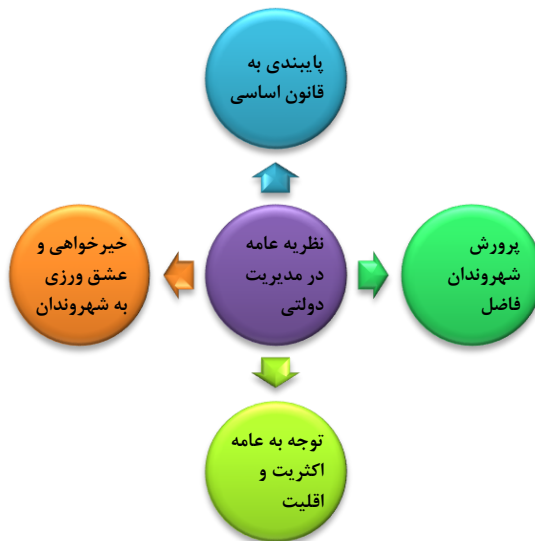 پایبندی به
قانون اساسی
پرورش
شهروندان
فاضل
نظریه عامه
در مدیریت
دولتی
خیرخواهی و
عشق ورزی
به شهروندان
توجه به عامه
اکثریت و
اقلیت